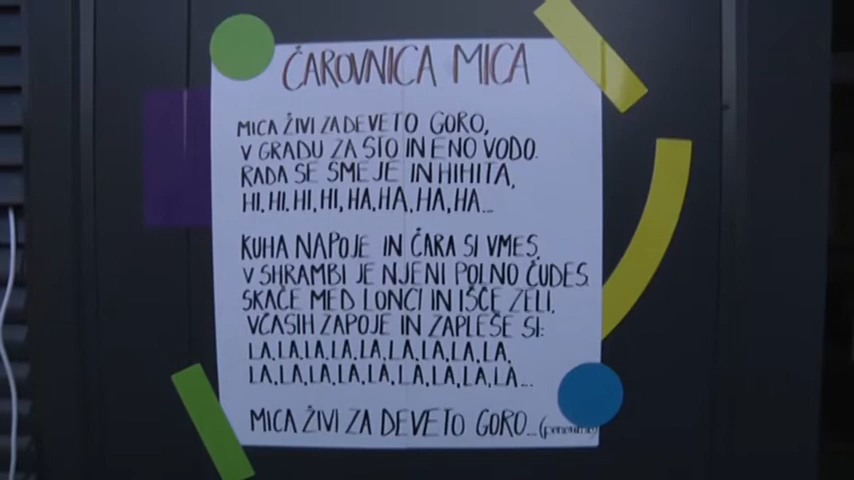 ČAROVNICA MICA
MICA ŽIVI ZA DEVETO GORO,
V GRADU ZA STO IN ENO VODO.
RADA SE SMEJE IN HIHITA,
HI, HI, HI, HI, HA, HA, HA, HA...
KUHA NAPOJE IN ČARA SI VMES,
V SHRAMBI JE NJENI POLNO ČUDES.
SKAČE MED LONCI IN IŠČE ZELI,
VČASIH ZAPOJE IN ZAPLEŠE SI:
LA, LA, LA, LA, LA, LA, LA, LA, LA,
LA, LA, LA, LA, LA, LA, LA, LA, LA...
MICA ŽIVI ZA DEVETO GORO...